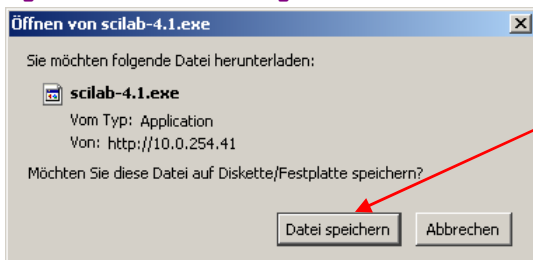 Öffnen von scilab-4.1.exe
Sie möchten folgende Datei herunterladen:
scilab-4.1.exe
Vom Typ: Application
Von: http://10.0.254.41
Möchten Sie diese Datei auf Diskette/Festplatte speichern?
Datei speichern Abbrechen